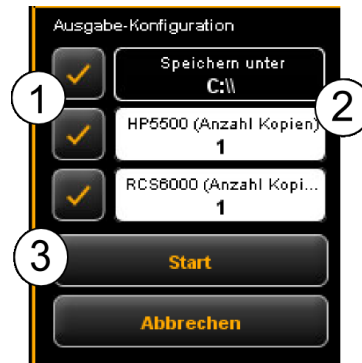 Ausgabe-Konfiguration
Speichern unter
C:\\
1
2
HP5500 (Anzahl Kopien)
1
RCS6000 (Anzahl Kopi...
1
3
Start
Abbrechen